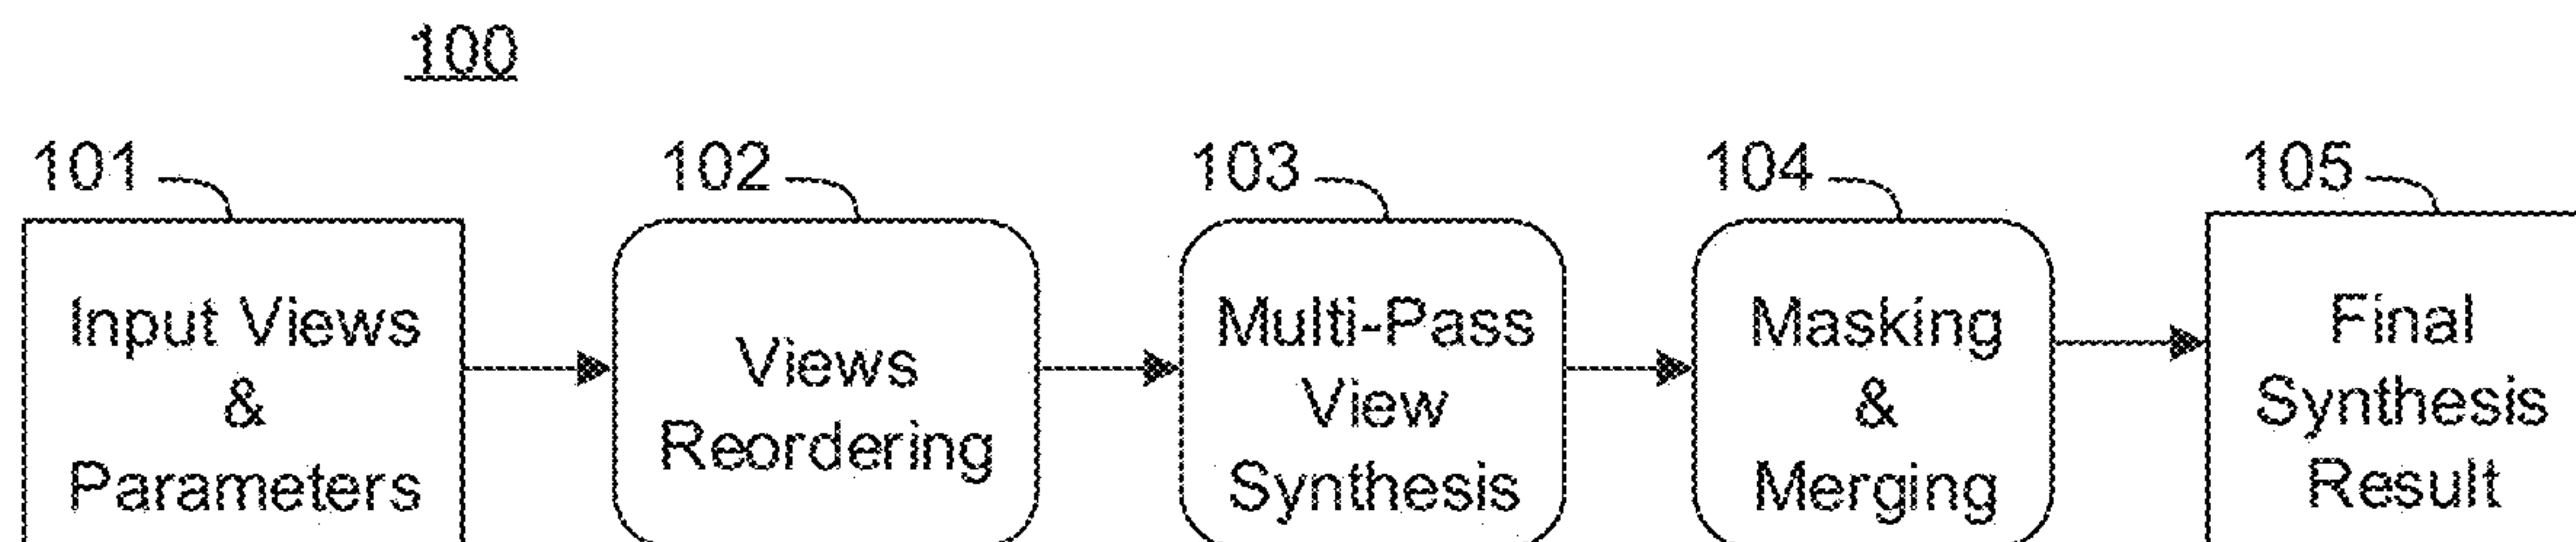 100
101
102
103
104
105
Input Views
&
Parameters
Views
Reordering
Multi-Pass
View
Synthesis
Masking
&
Merging
Final
Synthesis
Result